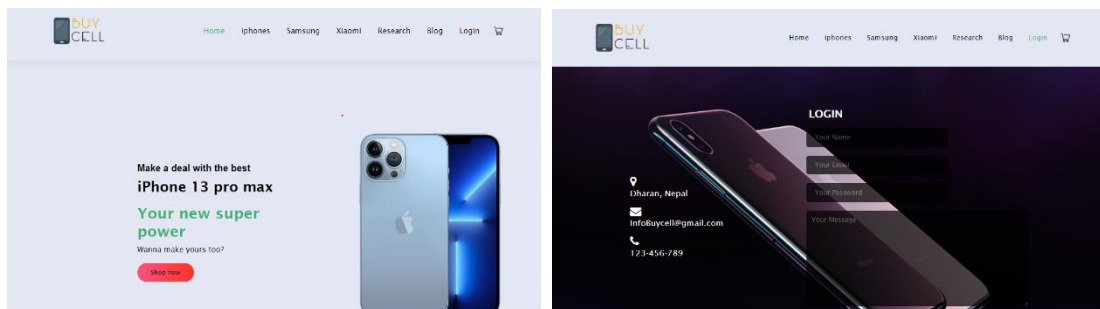 BUY
CELL
Home Iphones Samsung Xiaomi Research Blog Login
Make a deal with the best
iPhone 13 pro max
Your new super
power
Wanna make yours too?
Shop now
BUY
CELL
Home Iphones Samsung Xiaomi Research Blog Login
LOGIN
Your Name
Your Email
Your Password
Your Message
Dharan, Nepal
InfoBuycell@gmail.com
123-456-789